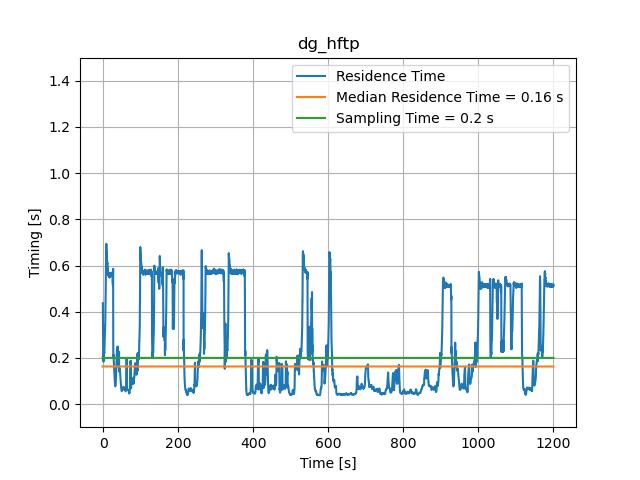 dg_hftp
Residence Time
Median Residence Time = 0.16 s
Sampling Time = 0.2 s
1.4
1.2
1.0
0.8
0.6
0.4
0.2
0.0
Timing [s]
0 200 400 600 800 1000 1200
Time [s]